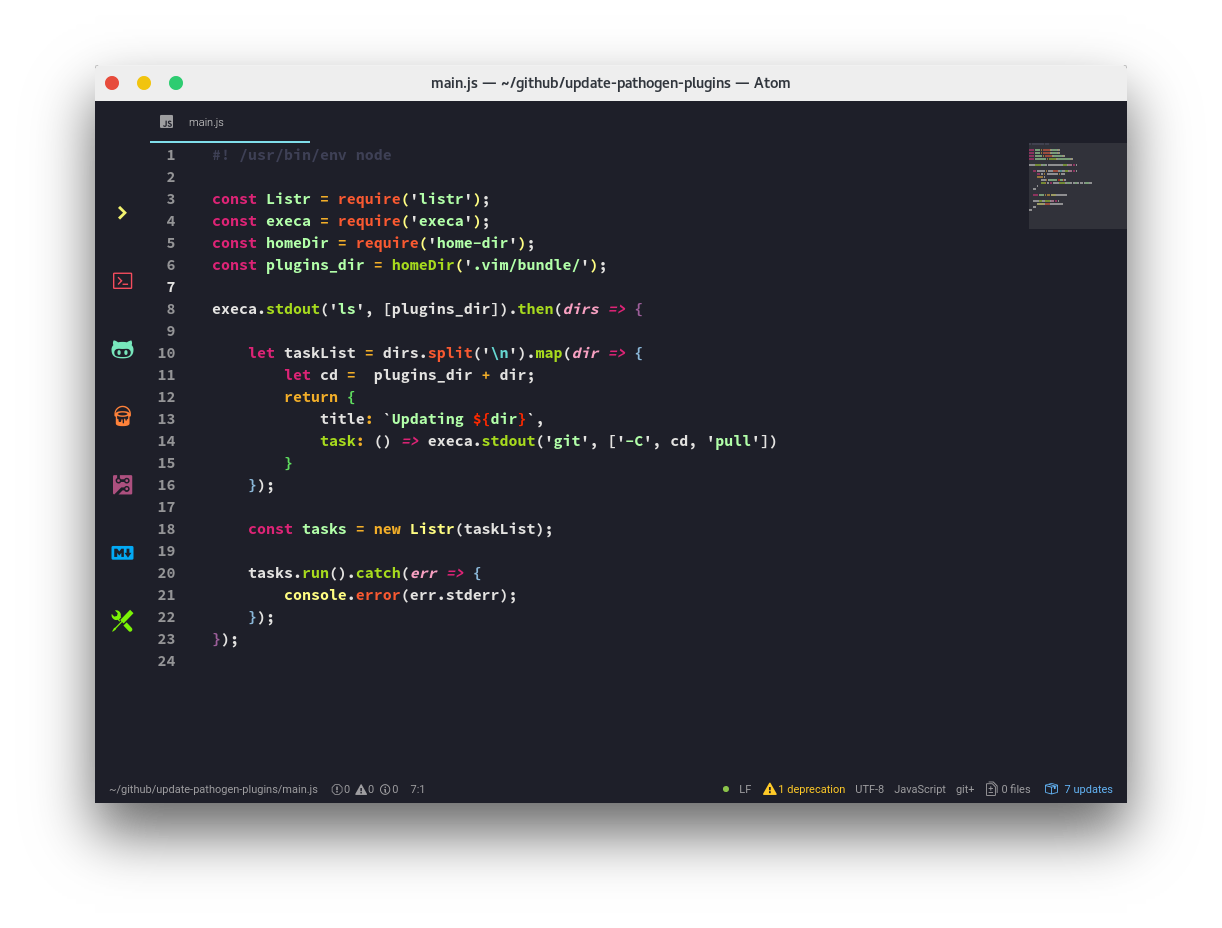 main.js — ~/github/update-pathogen-plugins — Atom
JS main.js
1 #! /usr/bin/env node
2
3 const Listr = require('listr');
4 const execa = require('execa');
5 const homeDir = require('home-dir');
6 const plugins_dir = homeDir('.vim/bundle/');
7
8 execa.stdout('ls', [plugins_dir]).then(dirs => {
9
10     let taskList = dirs.split('\n').map(dir => {
11         let cd =  plugins_dir + dir;
12         return {
13             title: `Updating ${dir}`,
14             task: () => execa.stdout('git', ['-C', cd, 'pull'])
15         }
16     });
17
18     const tasks = new Listr(taskList);
19
20     tasks.run().catch(err => {
21         console.error(err.stderr);
22     });
23 });
24
~/github/update-pathogen-plugins/main.js 0 0 0 7:1 LF 1 deprecation UTF-8 JavaScript git+ 0 files 7 updates